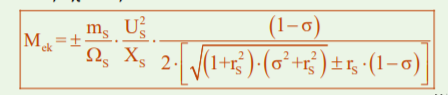 M_ek = ± m_s/Ω_s · U_s²/X_s · (1−σ)/(2·[√((1+r_s²)·(σ²+r_s²)) ± r_s·(1−σ)])